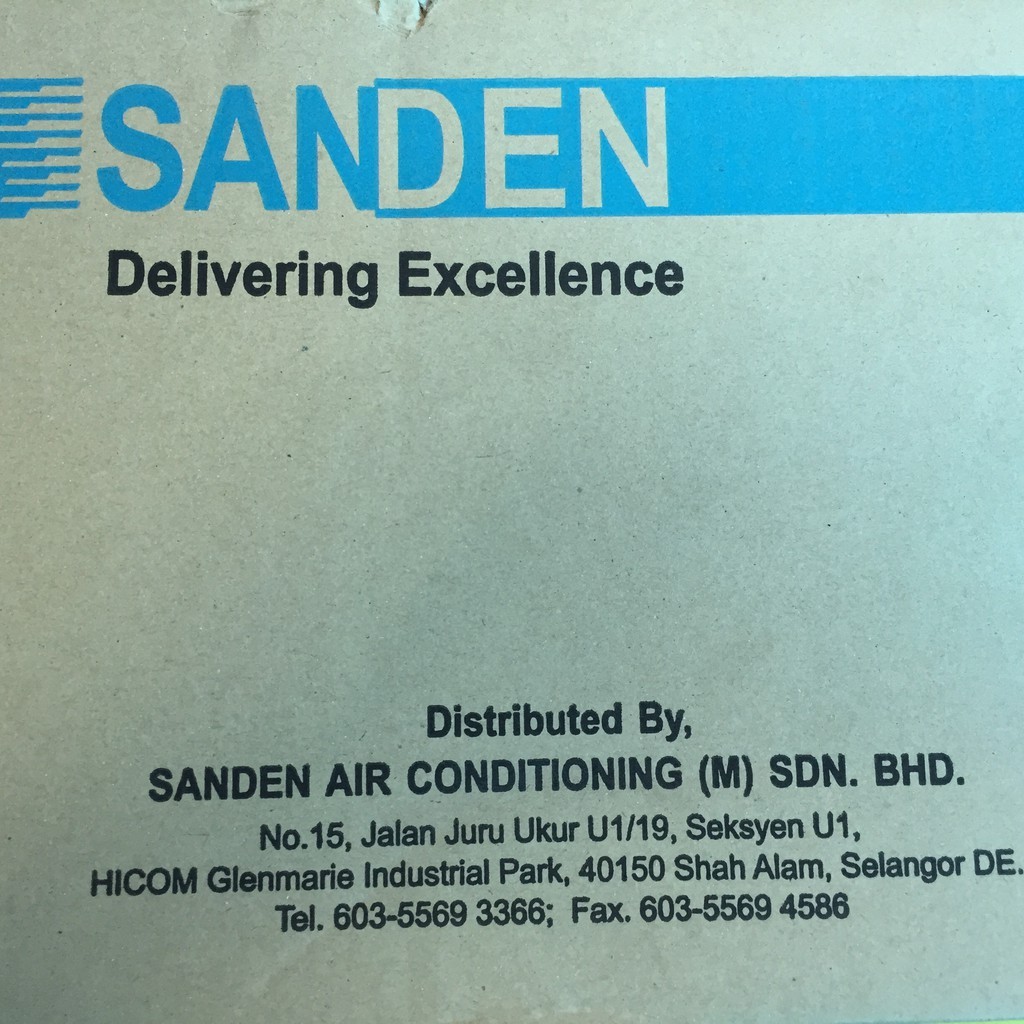 SANDEN
Delivering Excellence
Distributed By,
SANDEN AIR CONDITIONING (M) SDN. BHD.
No.15, Jalan Juru Ukur U1/19, Seksyen U1,
HICOM Glenmarie Industrial Park, 40150 Shah Alam, Selangor DE.
Tel. 603-5569 3366; Fax. 603-5569 4586